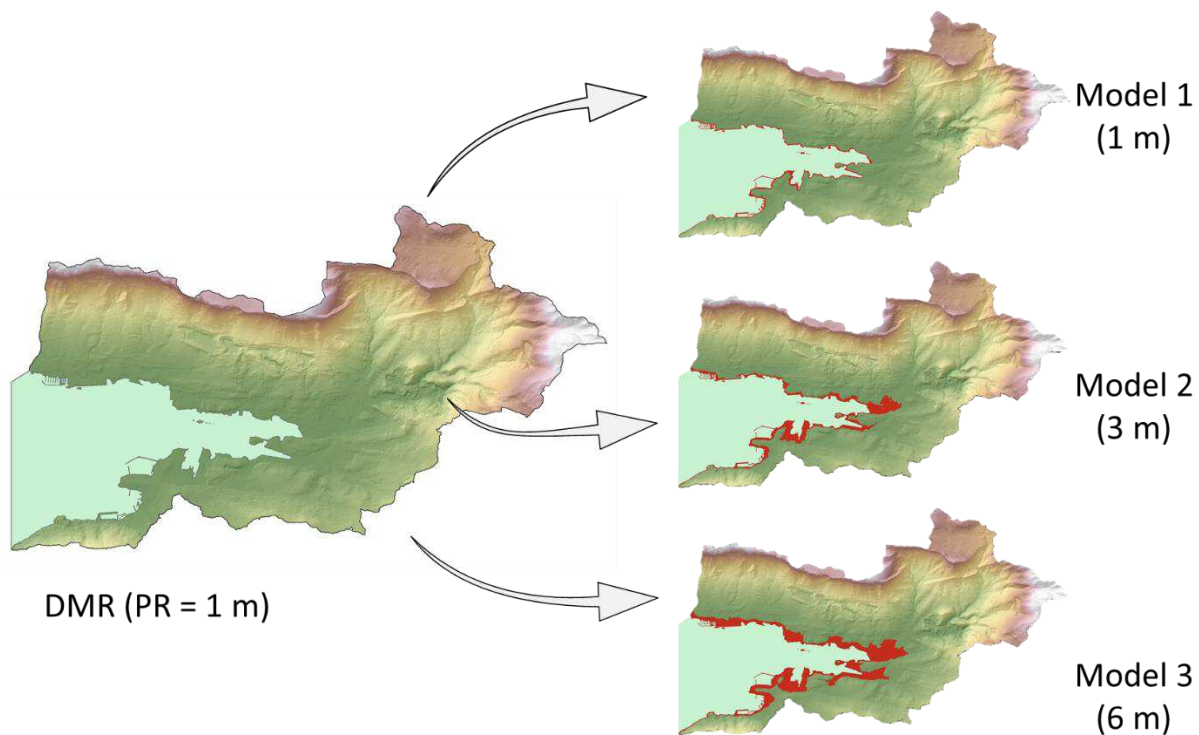 Model 1
(1 m)
Model 2
(3 m)
DMR (PR = 1 m)
Model 3
(6 m)